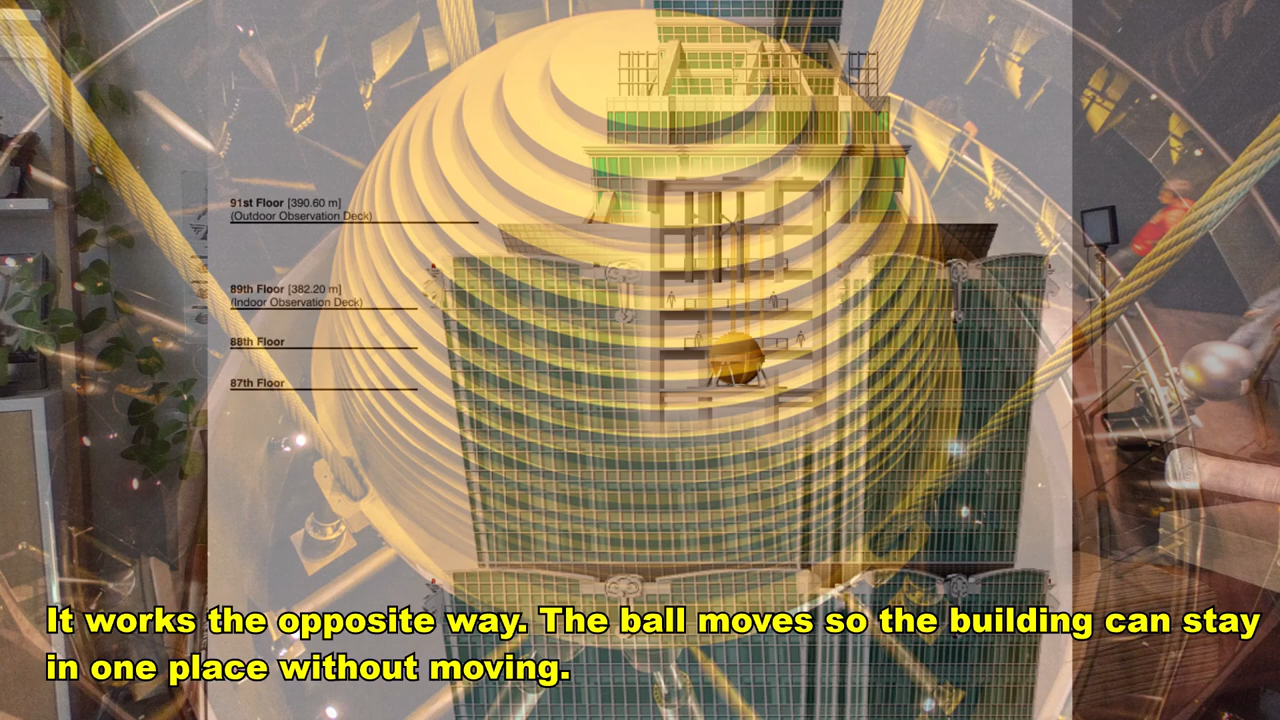 91st Floor [390.60 m]
(Outdoor Observation Deck)
89th Floor [382.20 m]
(Indoor Observation Deck)
88th Floor
87th Floor
It works the opposite way. The ball moves so the building can stay
in one place without moving.